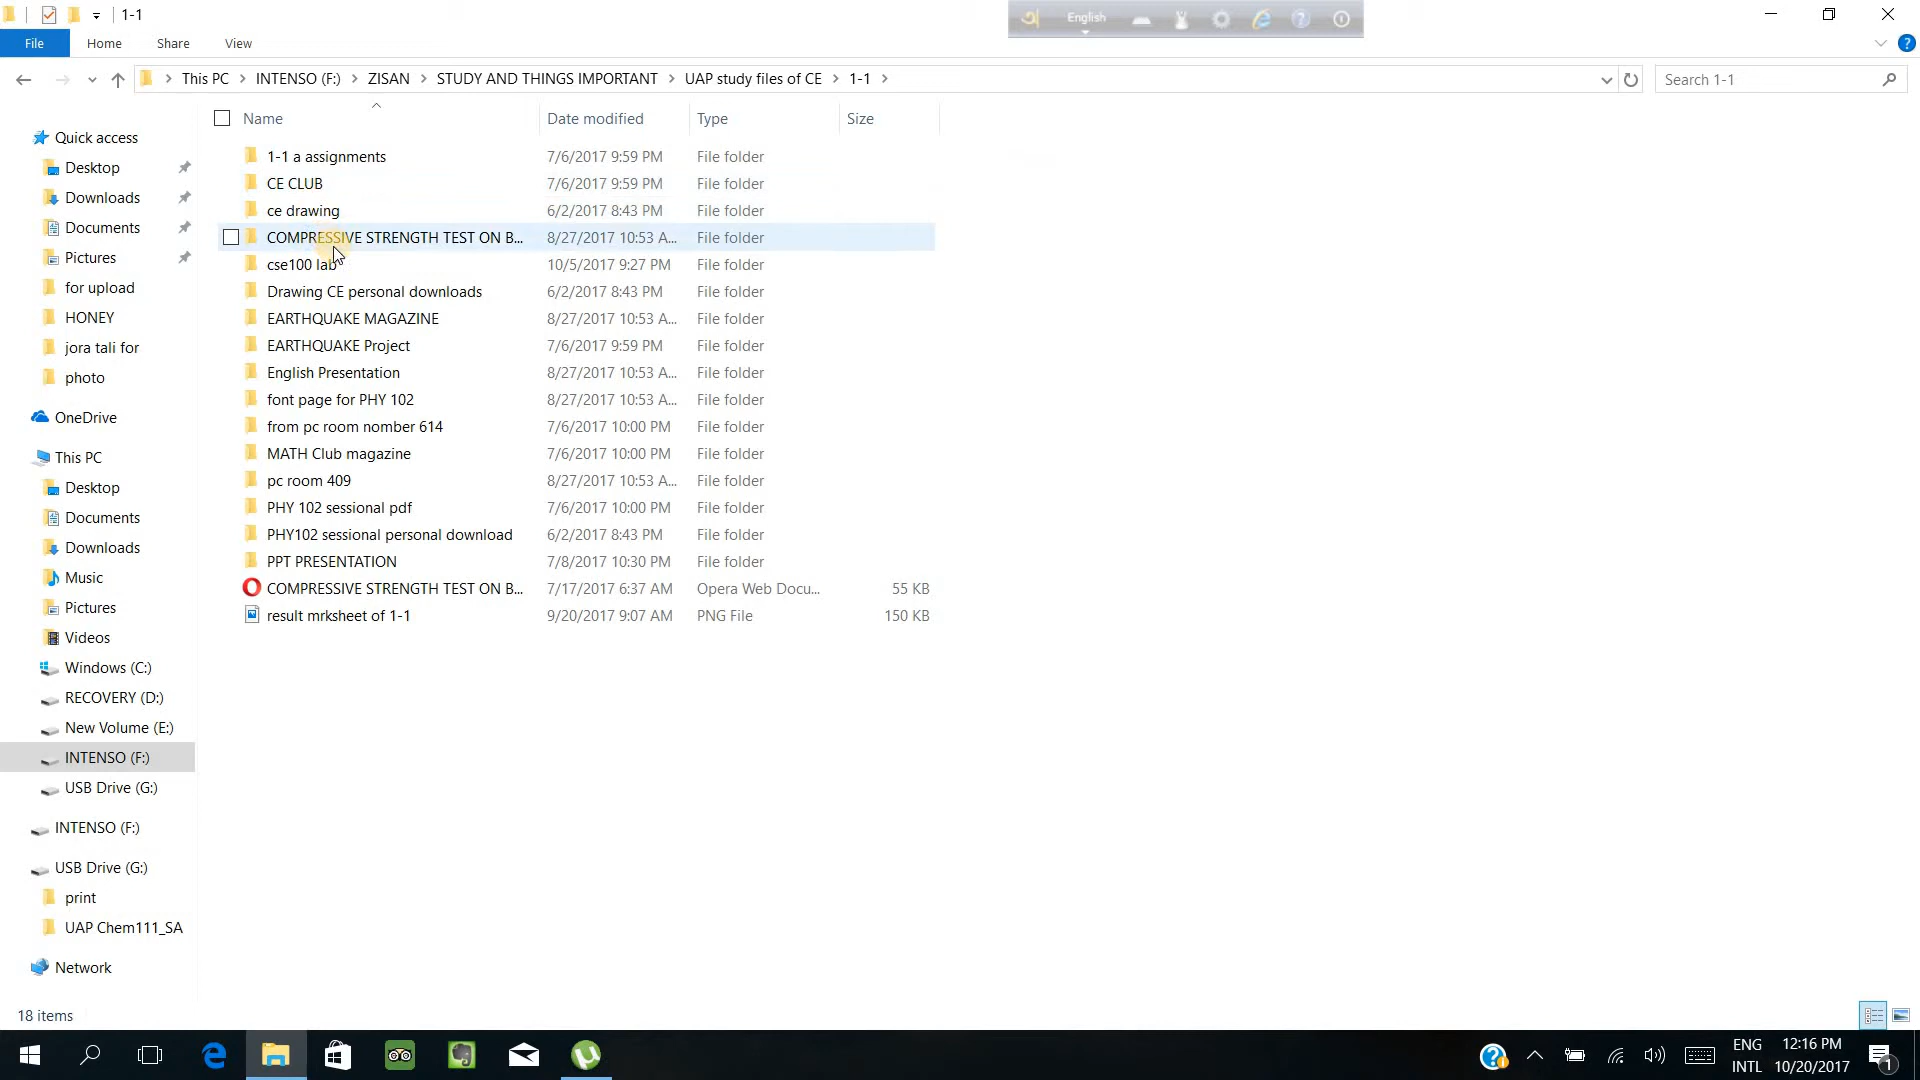 1-1
English
File Home Share View
This PC INTENSO (F:) ZISAN STUDY AND THINGS IMPORTANT UAP study files of CE 1-1
Search 1-1
Name Date modified Type Size
1-1 a assignments 7/6/2017 9:59 PM File folder
CE CLUB 7/6/2017 9:59 PM File folder
ce drawing 6/2/2017 8:43 PM File folder
COMPRESSIVE STRENGTH TEST ON B... 8/27/2017 10:53 A... File folder
cse100 lab 10/5/2017 9:27 PM File folder
Drawing CE personal downloads 6/2/2017 8:43 PM File folder
EARTHQUAKE MAGAZINE 8/27/2017 10:53 A... File folder
EARTHQUAKE Project 7/6/2017 9:59 PM File folder
English Presentation 8/27/2017 10:53 A... File folder
font page for PHY 102 8/27/2017 10:53 A... File folder
from pc room nomber 614 7/6/2017 10:00 PM File folder
MATH Club magazine 7/6/2017 10:00 PM File folder
pc room 409 8/27/2017 10:53 A... File folder
PHY 102 sessional pdf 7/6/2017 10:00 PM File folder
PHY102 sessional personal download 6/2/2017 8:43 PM File folder
PPT PRESENTATION 7/8/2017 10:30 PM File folder
COMPRESSIVE STRENGTH TEST ON B... 7/17/2017 6:37 AM Opera Web Docu... 55 KB
result mrksheet of 1-1 9/20/2017 9:07 AM PNG File 150 KB
Quick access
Desktop
Downloads
Documents
Pictures
for upload
HONEY
jora tali for
photo
OneDrive
This PC
Desktop
Documents
Downloads
Music
Pictures
Videos
Windows (C:)
RECOVERY (D:)
New Volume (E:)
INTENSO (F:)
USB Drive (G:)
INTENSO (F:)
USB Drive (G:)
print
UAP Chem111_SA
Network
18 items
ENG 12:16 PM
INTL 10/20/2017
1